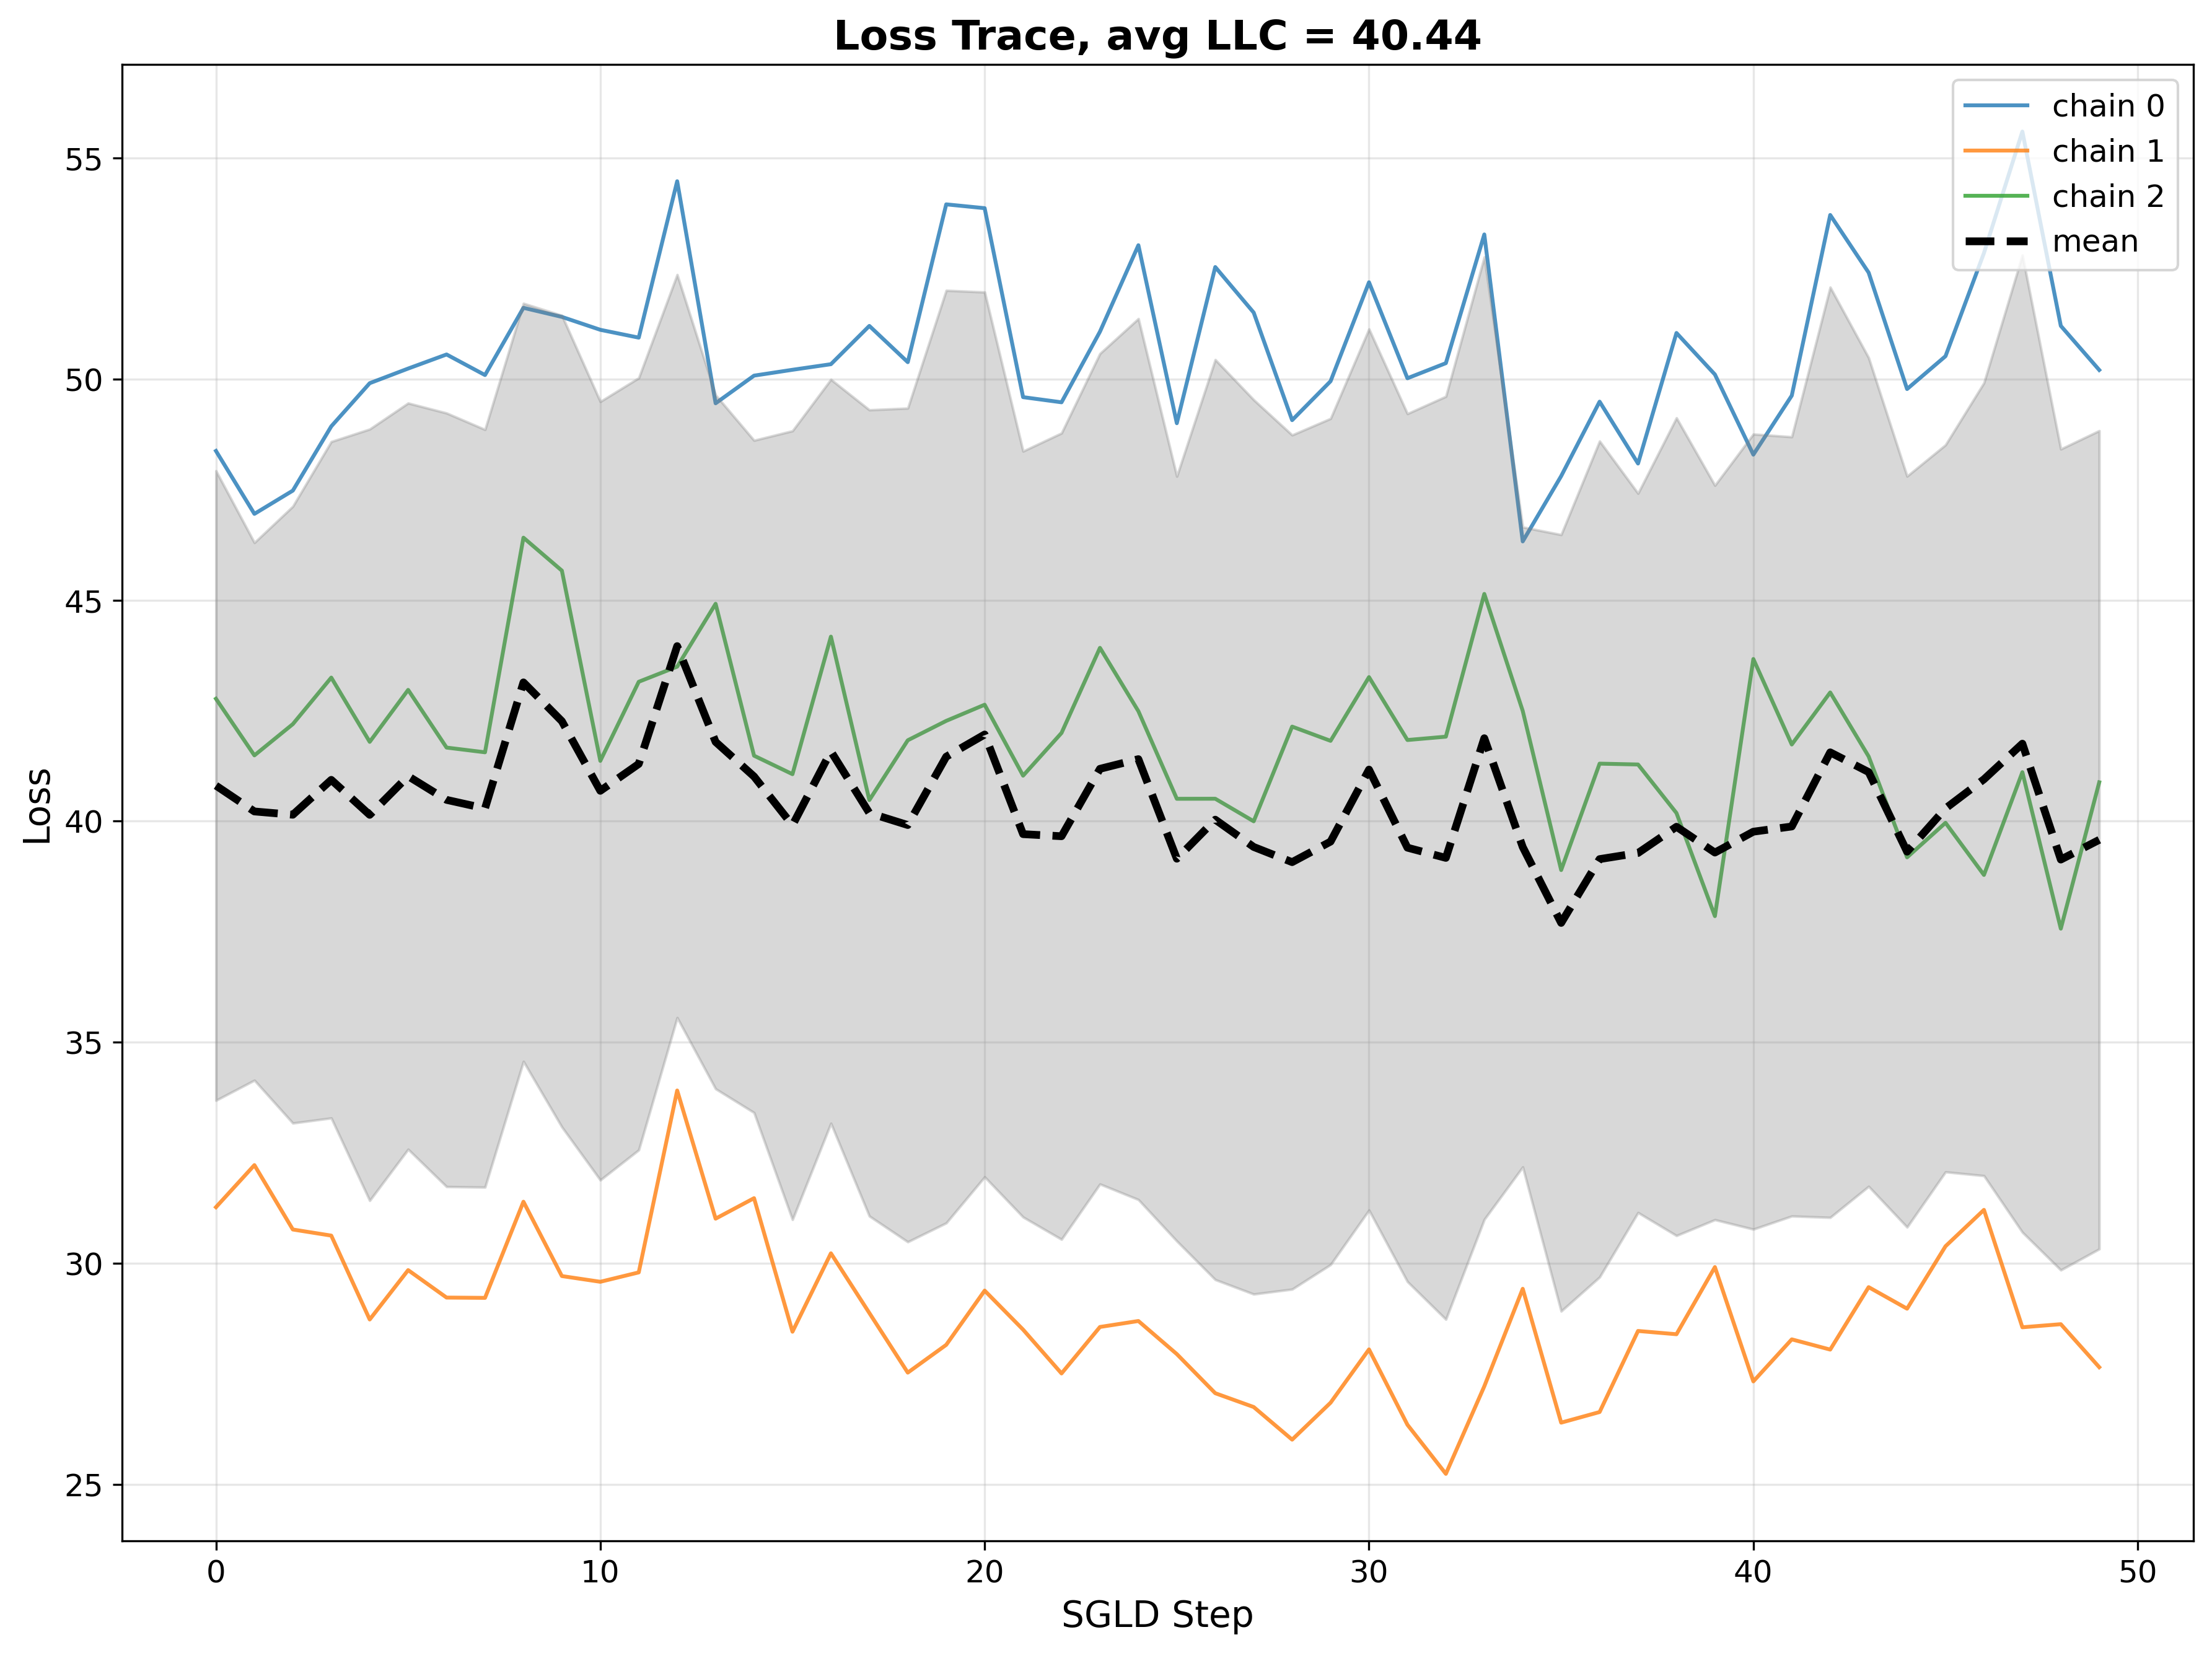 Loss Trace, avg LLC = 40.44
chain 0
chain 1
chain 2
mean
55
50
45
40
35
30
25
Loss
0 10 20 30 40 50
SGLD Step